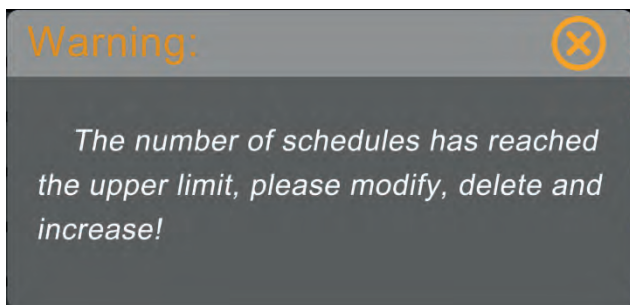 Warning:
The number of schedules has reached
the upper limit, please modify, delete and
increase!